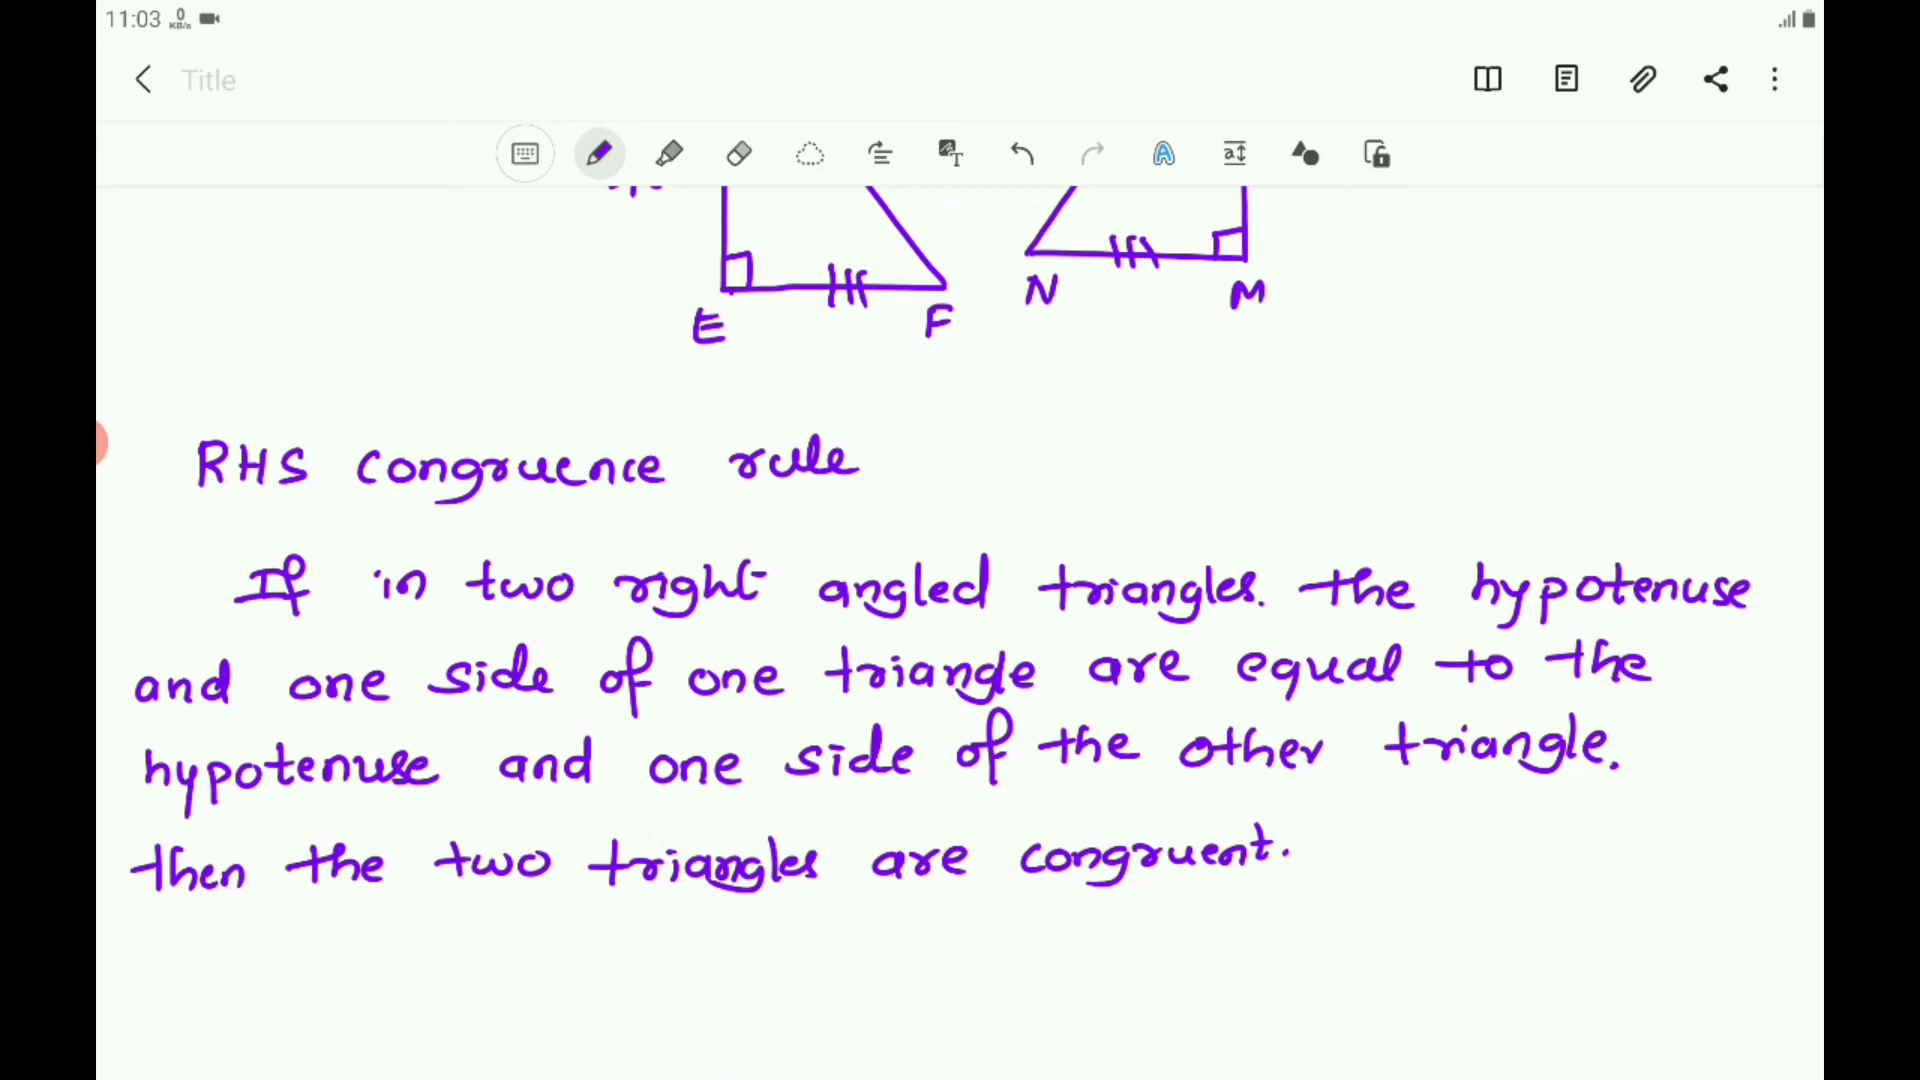 11:03 0 KB/s
Title
E F N M
RHS congruence rule
If in two right angled triangles. the hypotenuse
and one side of one triangle are equal to the
hypotenuse and one side of the other triangle.
then the two triangles are congruent.